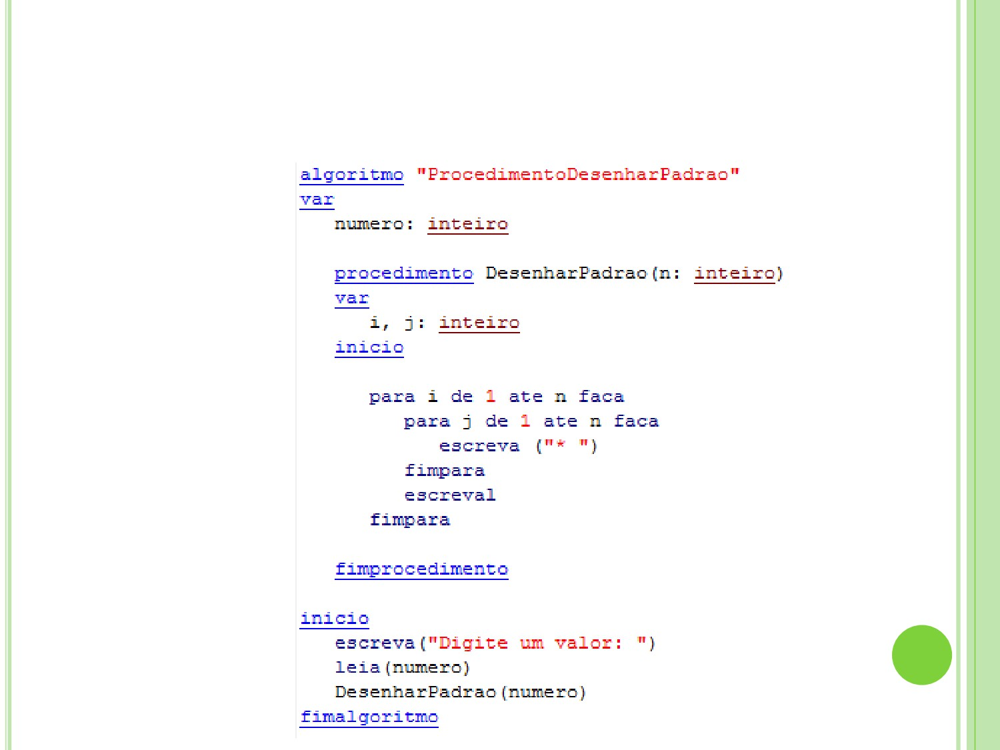 algoritmo "ProcedimentoDesenharPadrao"
var
numero: inteiro
procedimento DesenharPadrao(n: inteiro)
var
i, j: inteiro
inicio
para i de 1 ate n faca
para j de 1 ate n faca
escreva ("* ")
fimpara
escreval
fimpara
fimprocedimento
inicio
escreva("Digite um valor: ")
leia(numero)
DesenharPadrao(numero)
fimalgoritmo